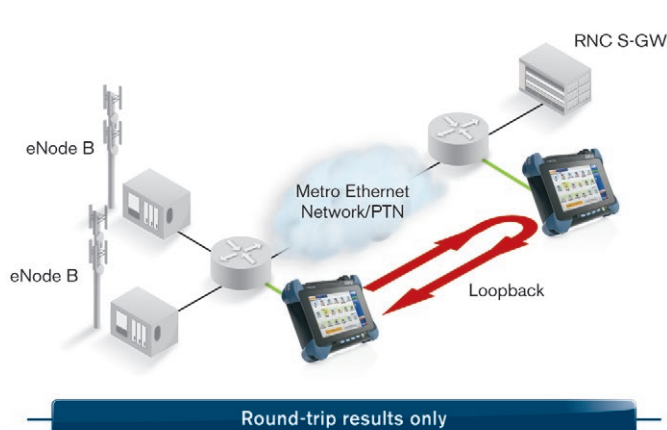 RNC S-GW
eNode B
Metro Ethernet
Network/PTN
eNode B
Loopback
Round-trip results only